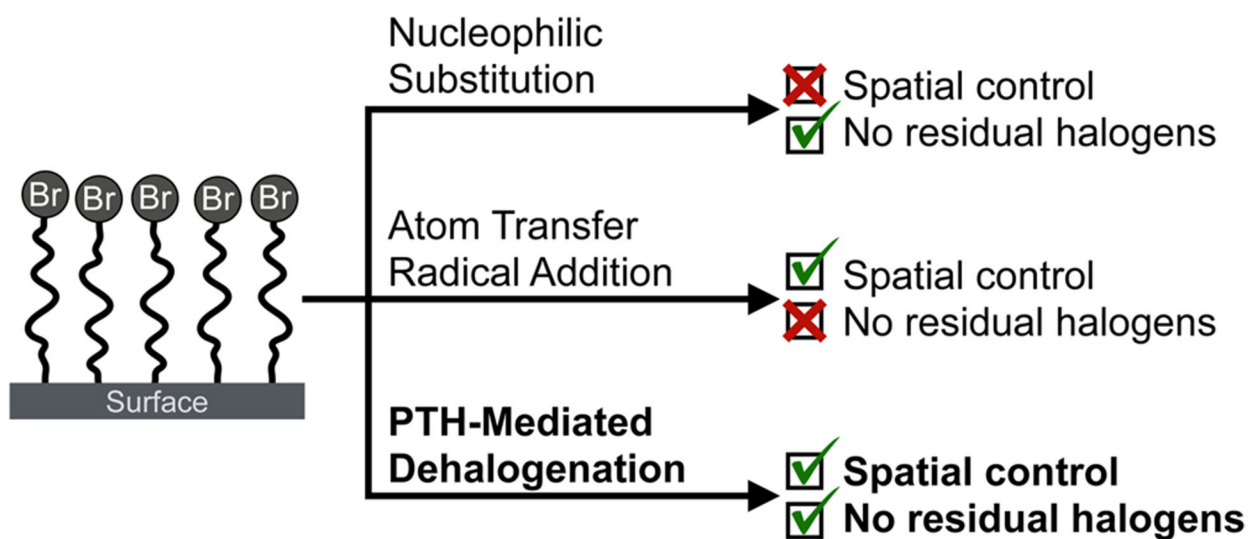 Nucleophilic
Substitution
Spatial control
No residual halogens
Br Br Br Br Br
Surface
Atom Transfer
Radical Addition
Spatial control
No residual halogens
PTH-Mediated
Dehalogenation
Spatial control
No residual halogens